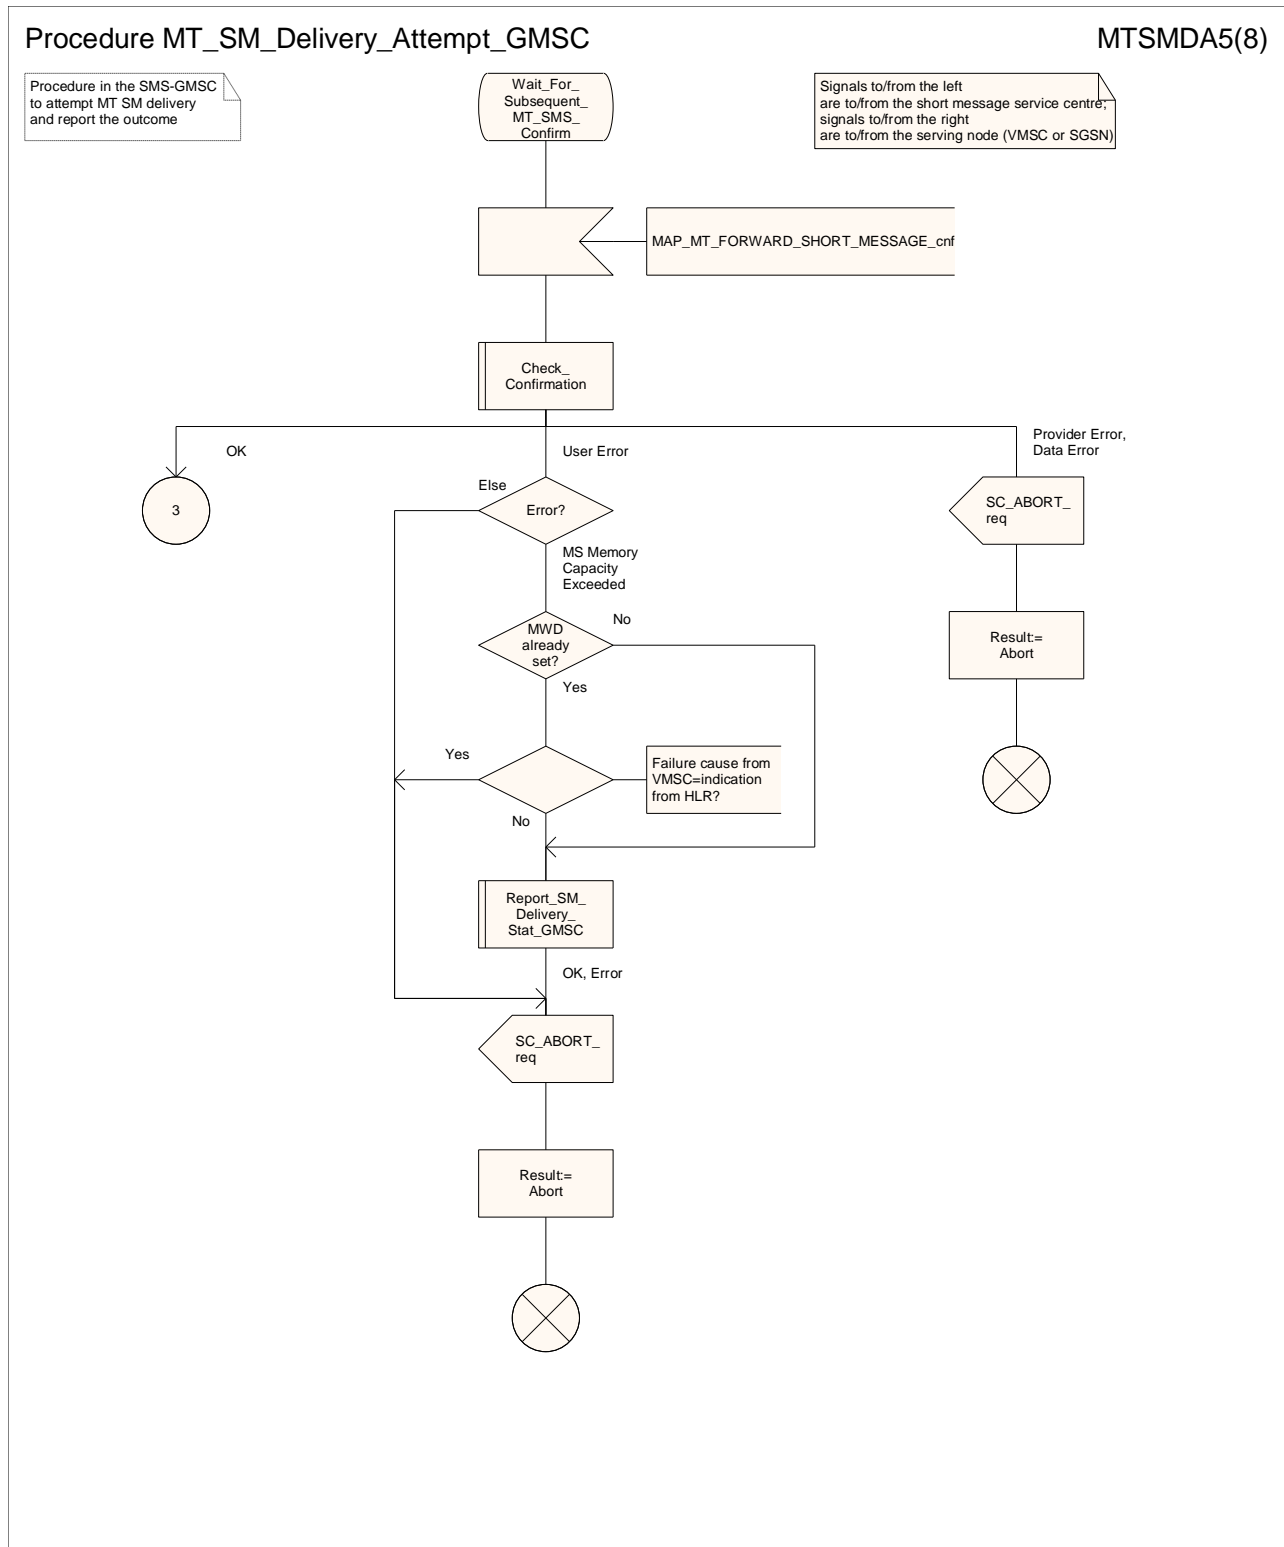 Procedure MT_SM_Delivery_Attempt_GMSC
MTSMDA5(8)
Procedure in the SMS-GMSC
to attempt MT SM delivery
and report the outcome
Wait_For_
Subsequent_
MT_SMS_
Confirm
Signals to/from the left
are to/from the short message service centre;
signals to/from the right
are to/from the serving node (VMSC or SGSN)
MAP_MT_FORWARD_SHORT_MESSAGE_cnf
Check_
Confirmation
OK
User Error
Provider Error,
Data Error
3
Else
Error?
SC_ABORT_
req
MS Memory
Capacity
Exceeded
MWD
already
set?
No
Yes
Result:=
Abort
Yes
Failure cause from
VMSC=indication
from HLR?
No
Report_SM_
Delivery_
Stat_GMSC
OK, Error
SC_ABORT_
req
Result:=
Abort